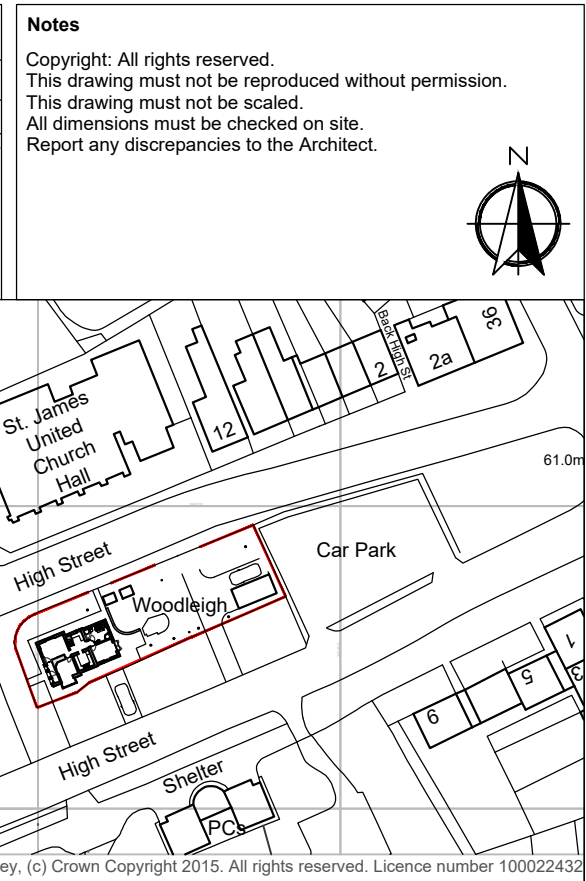 Notes
Copyright: All rights reserved.
This drawing must not be reproduced without permission.
This drawing must not be scaled.
All dimensions must be checked on site.
Report any discrepancies to the Architect.
N
Back High St
36
2a
2
12
St. James
United
Church
Hall
61.0m
High Street
Car Park
Woodleigh
1
3
5
9
High Street
Shelter
PCs
ey, (c) Crown Copyright 2015. All rights reserved. Licence number 100022432